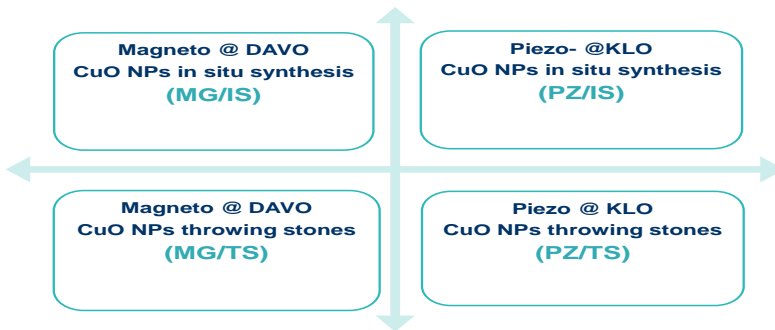 Magneto @ DAVO
CuO NPs in situ synthesis
(MG/IS)
Piezo- @KLO
CuO NPs in situ synthesis
(PZ/IS)
Magneto @ DAVO
CuO NPs throwing stones
(MG/TS)
Piezo @ KLO
CuO NPs throwing stones
(PZ/TS)